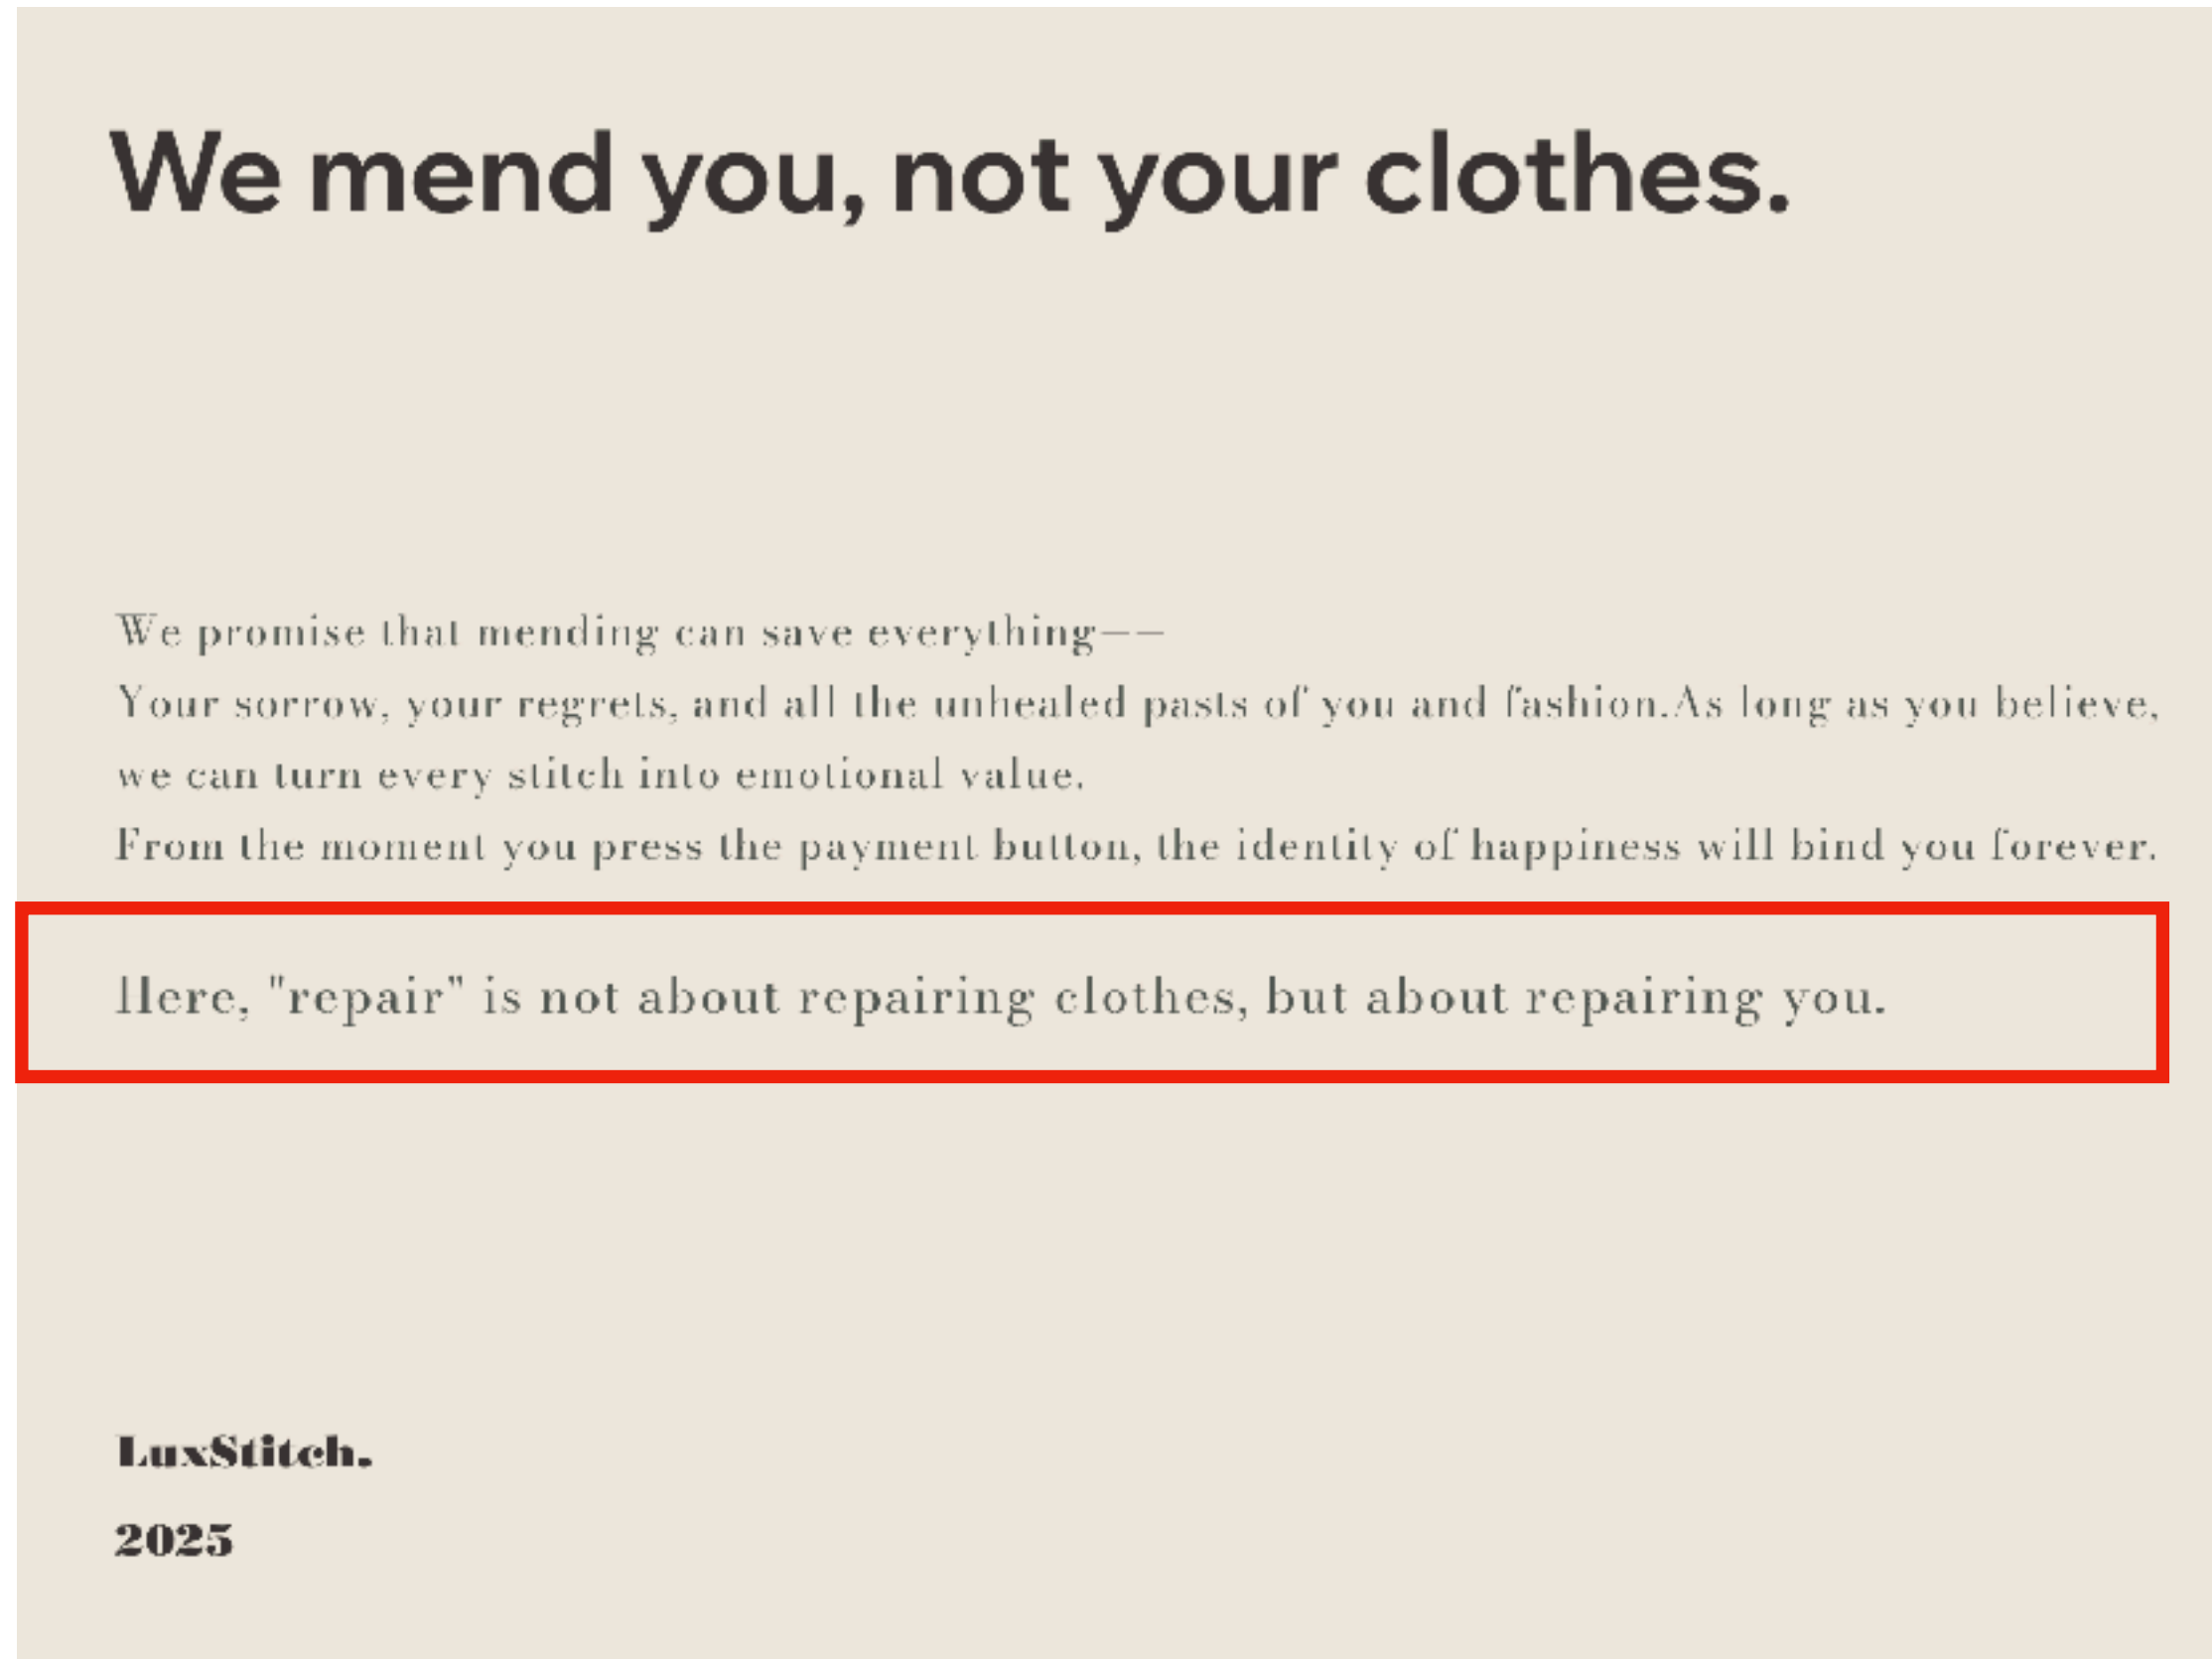 We mend you, not your clothes.
We promise that mending can save everything——
Your sorrow, your regrets, and all the unhealed pasts of you and fashion.As long as you believe,
we can turn every stitch into emotional value.
From the moment you press the payment button, the identity of happiness will bind you forever.
Here, "repair" is not about repairing clothes, but about repairing you.
LuxStitch.
2025